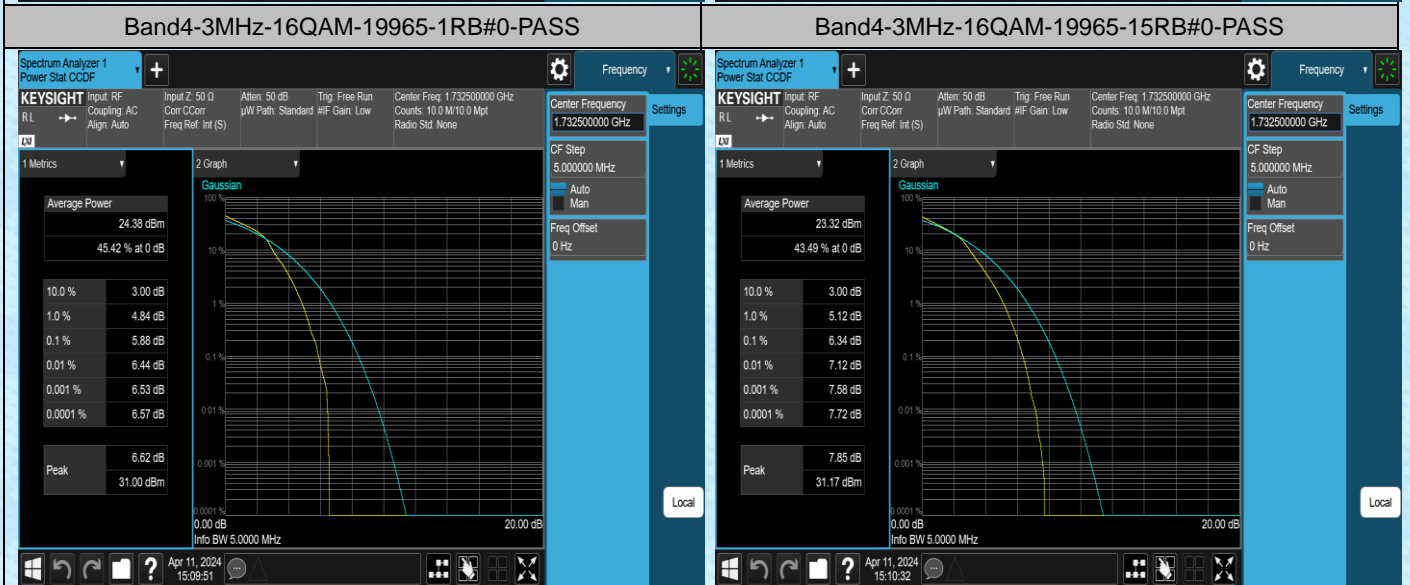 Band4-3MHz-16QAM-19965-1RB#0-PASS
Spectrum Analyzer 1
Power Stat CCDF
Frequency
KEYSIGHT
Input: RF
Coupling: AC
Align: Auto
Input Z: 50 Ω
Corr CCorr
Freq Ref: Int (S)
Atten: 50 dB
µW Path: Standard
Trig: Free Run
#IF Gain: Low
Center Freq: 1.732500000 GHz
Counts: 10.0 M/10.0 Mpt
Radio Std: None
RL
LXI
Center Frequency
1.732500000 GHz
Settings
CF Step
5.000000 MHz
Auto
Man
Freq Offset
0 Hz
1 Metrics
2 Graph
Average Power
24.38 dBm
45.42 % at 0 dB
10.0 % 3.00 dB
1.0 % 4.84 dB
0.1 % 5.88 dB
0.01 % 6.44 dB
0.001 % 6.53 dB
0.0001 % 6.57 dB
Peak
6.62 dB
31.00 dBm
Gaussian
100 %
10 %
1 %
0.1 %
0.01 %
0.001 %
0.0001 %
0.00 dB
20.00 dB
Info BW 5.0000 MHz
Local
?
Apr 11, 2024
15:09:51
Band4-3MHz-16QAM-19965-15RB#0-PASS
Spectrum Analyzer 1
Power Stat CCDF
Frequency
KEYSIGHT
Input: RF
Coupling: AC
Align: Auto
Input Z: 50 Ω
Corr CCorr
Freq Ref: Int (S)
Atten: 50 dB
µW Path: Standard
Trig: Free Run
#IF Gain: Low
Center Freq: 1.732500000 GHz
Counts: 10.0 M/10.0 Mpt
Radio Std: None
RL
LXI
Center Frequency
1.732500000 GHz
Settings
CF Step
5.000000 MHz
Auto
Man
Freq Offset
0 Hz
1 Metrics
2 Graph
Average Power
23.32 dBm
43.49 % at 0 dB
10.0 % 3.00 dB
1.0 % 5.12 dB
0.1 % 6.34 dB
0.01 % 7.12 dB
0.001 % 7.58 dB
0.0001 % 7.72 dB
Peak
7.85 dB
31.17 dBm
Gaussian
100 %
10 %
1 %
0.1 %
0.01 %
0.001 %
0.0001 %
0.00 dB
20.00 dB
Info BW 5.0000 MHz
Local
?
Apr 11, 2024
15:10:32